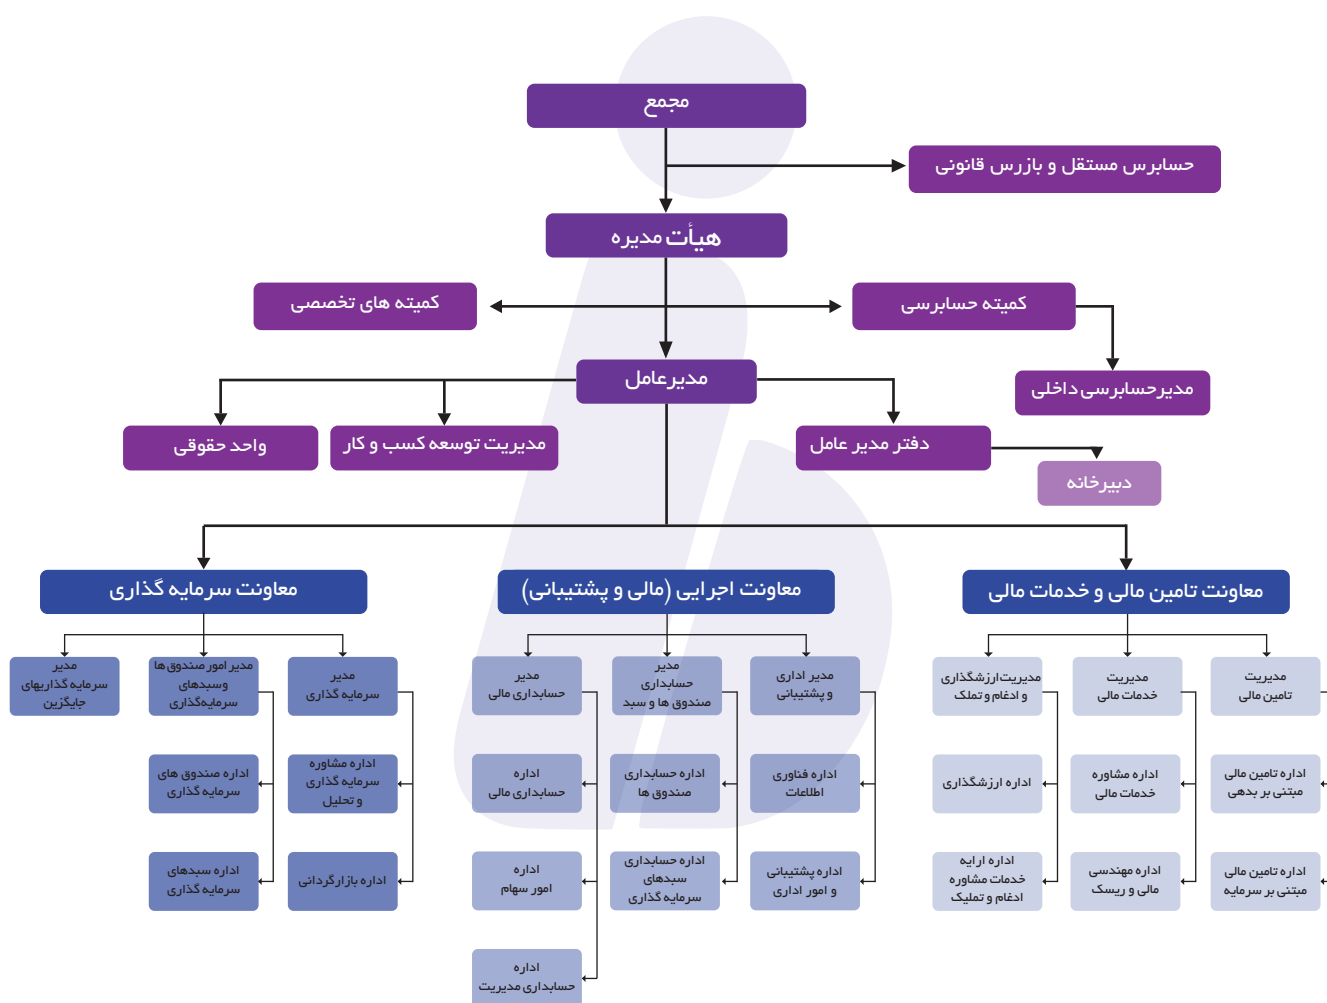 مجمع
حسابرس مستقل و بازرس قانونی
هیأت مدیره
کمیته حسابرسی
کمیته های تخصصی
مدیرحسابرسی داخلی
مدیرعامل
دفتر مدیر عامل
مدیریت توسعه کسب و کار
واحد حقوقی
دبیرخانه
معاونت تامین مالی و خدمات مالی
معاونت اجرایی (مالی و پشتیبانی)
معاونت سرمایه گذاری
مدیریت
تامین مالی
مدیریت
خدمات مالی
مدیریت ارزشگذاری
و ادغام و تملک
مدیر اداری
و پشتیبانی
مدیر
حسابداری
صندوق ها و سبد
مدیر
حسابداری مالی
مدیر
سرمایه گذاری
مدیر امور صندوق ها
وسبدهای
سرمایه‌گذاری
مدیر
سرمایه گذاریهای
جایگزین
اداره تامین مالی
مبتنی بر بدهی
اداره مشاوره
خدمات مالی
اداره ارزشگذاری
اداره فناوری
اطلاعات
اداره حسابداری
صندوق ها
اداره
حسابداری مالی
اداره مشاوره
سرمایه گذاری
و تحلیل
اداره صندوق های
سرمایه گذاری
اداره تامین مالی
مبتنی بر سرمایه
اداره مهندسی
مالی و ریسک
اداره ارایه
خدمات مشاوره
ادغام و تملیک
اداره پشتیبانی
و امور اداری
اداره حسابداری
سبدهای
سرمایه گذاری
اداره
امور سهام
اداره بازارگردانی
اداره سبدهای
سرمایه گذاری
اداره
حسابداری مدیریت